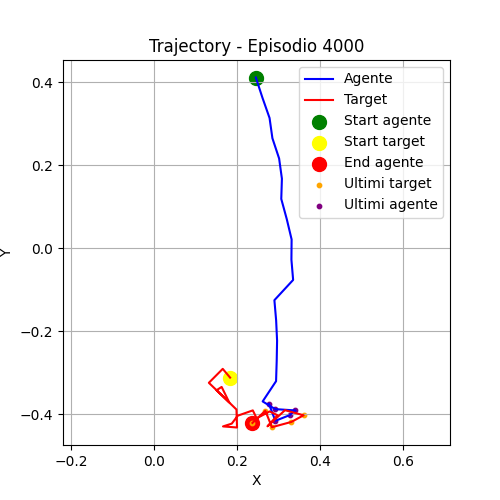 Trajectory - Episodio 4000
Agente
Target
Start agente
Start target
End agente
Ultimi target
Ultimi agente
Y
0.4
0.2
0.0
−0.2
−0.4
−0.2 0.0 0.2 0.4 0.6
X